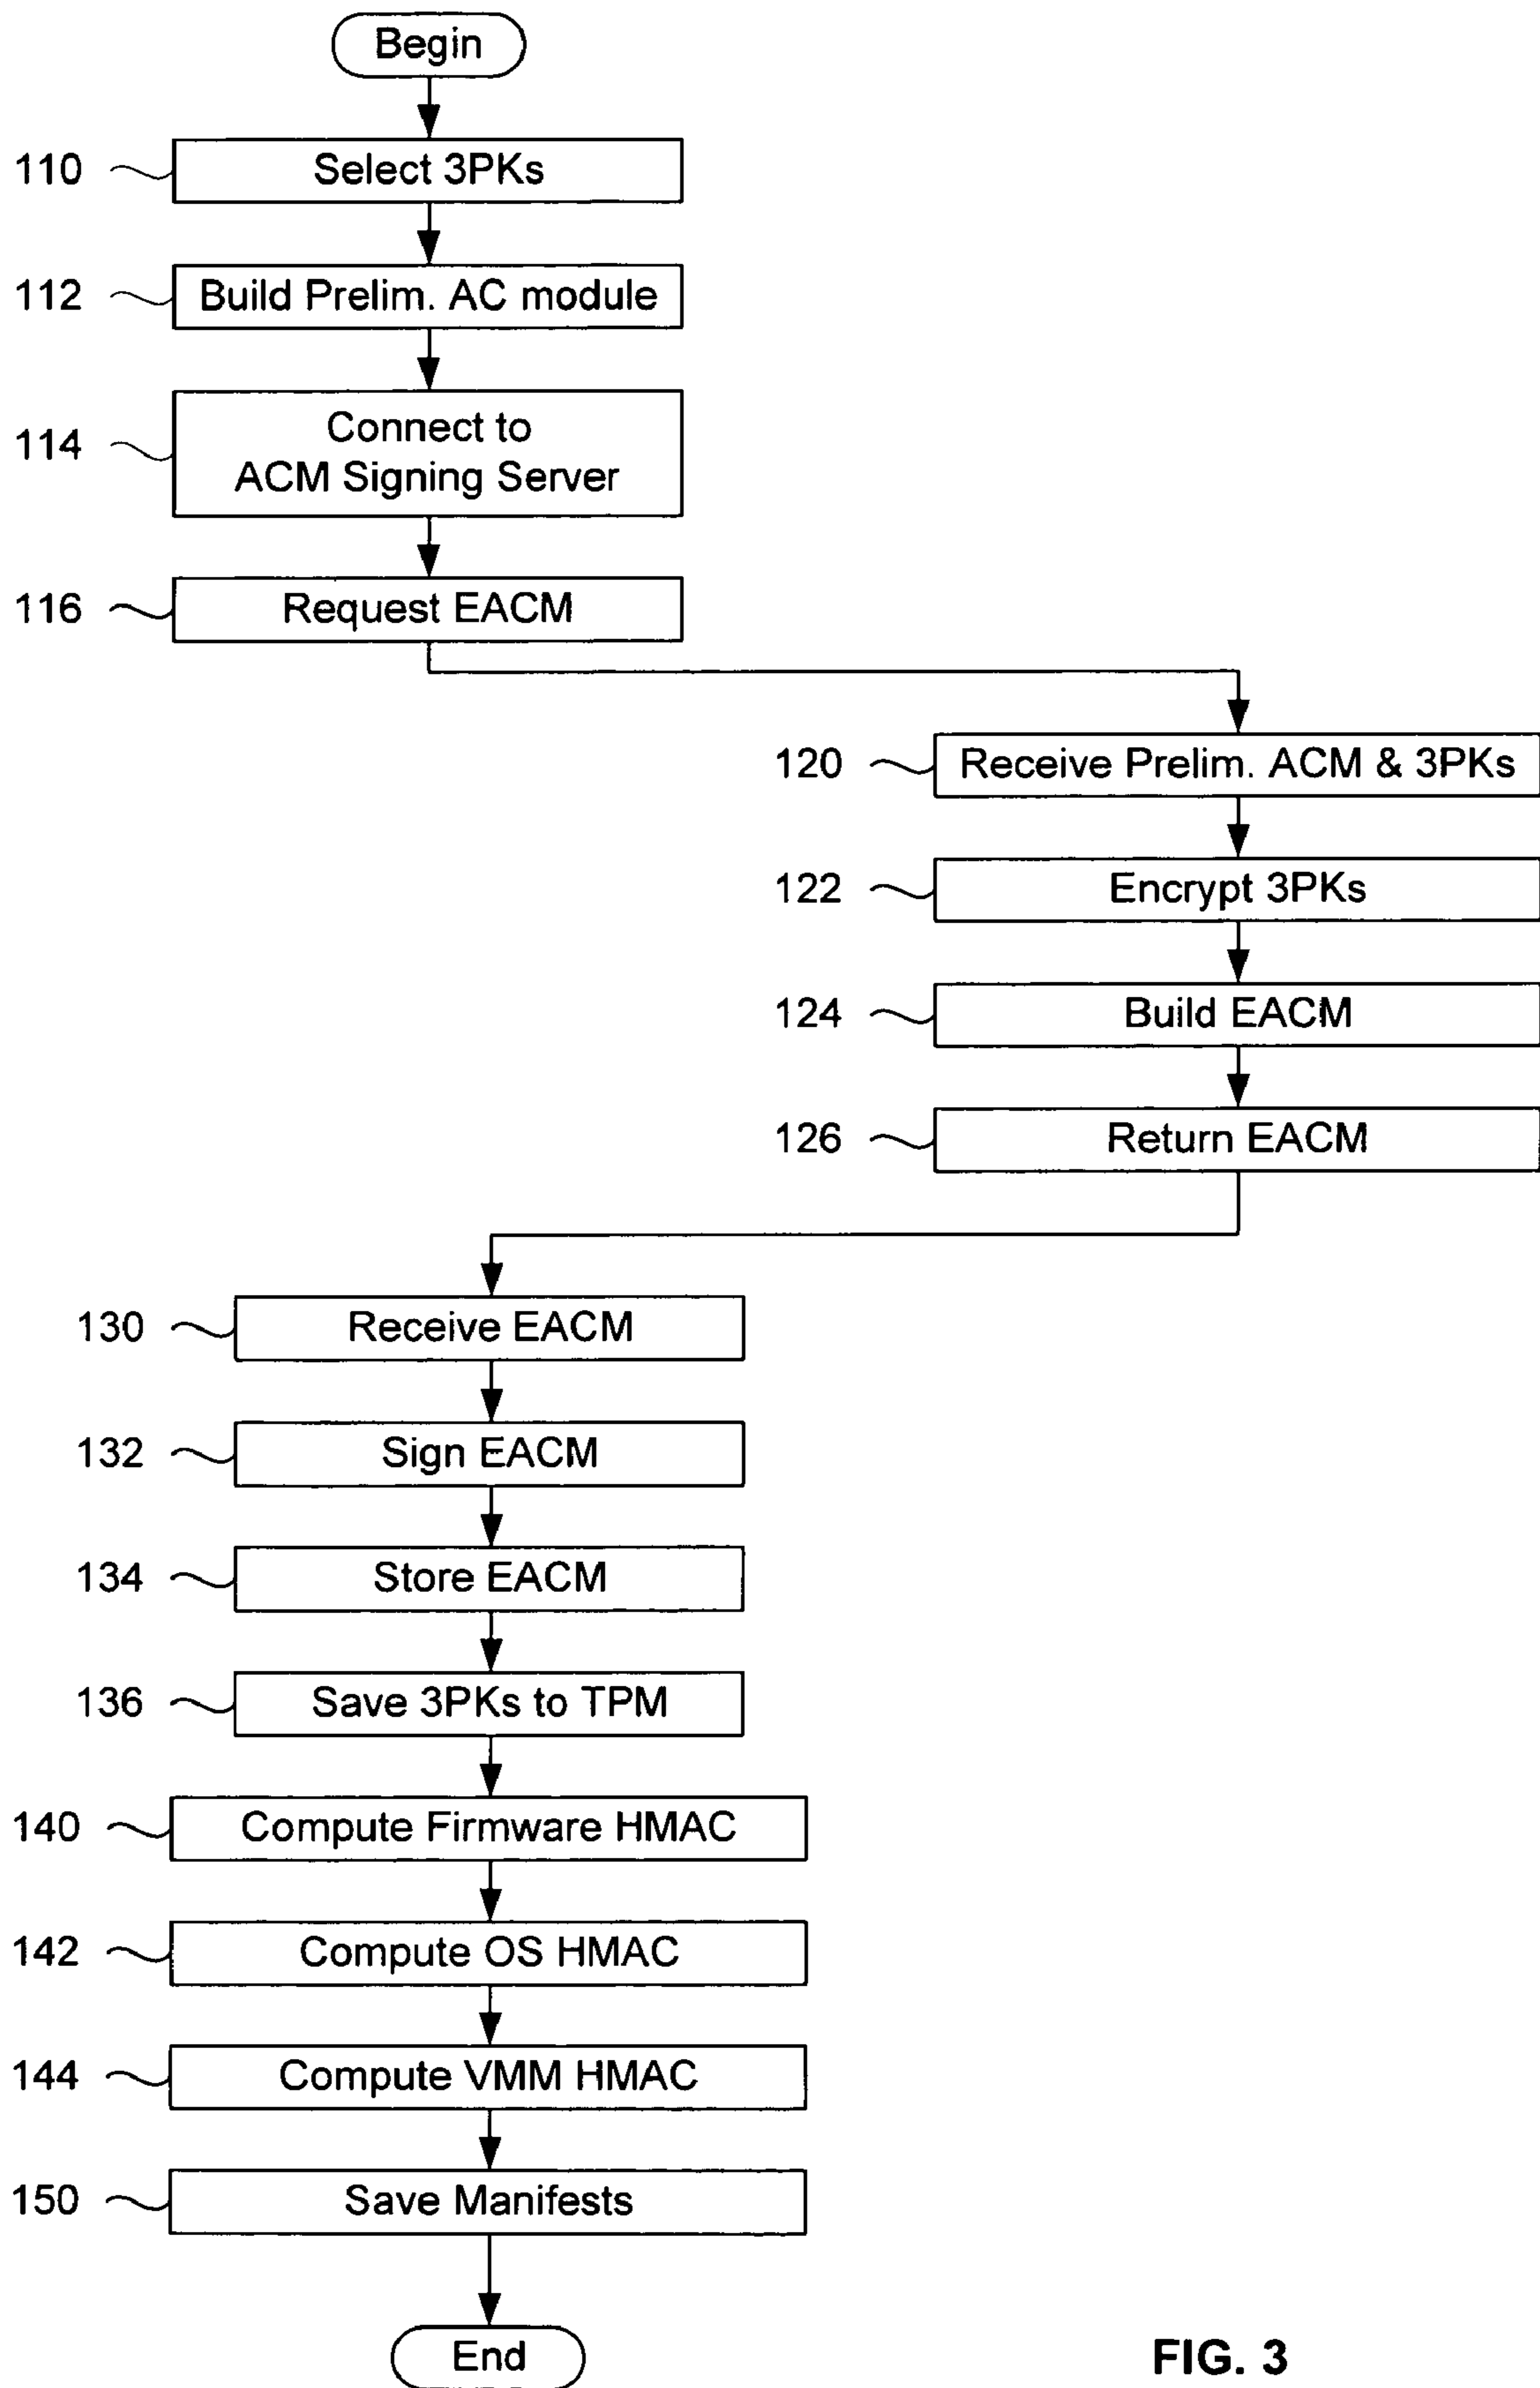 Begin
110 Select 3PKs
112 Build Prelim. AC module
114 Connect to
ACM Signing Server
116 Request EACM
120 Receive Prelim. ACM & 3PKs
122 Encrypt 3PKs
124 Build EACM
126 Return EACM
130 Receive EACM
132 Sign EACM
134 Store EACM
136 Save 3PKs to TPM
140 Compute Firmware HMAC
142 Compute OS HMAC
144 Compute VMM HMAC
150 Save Manifests
End
FIG. 3